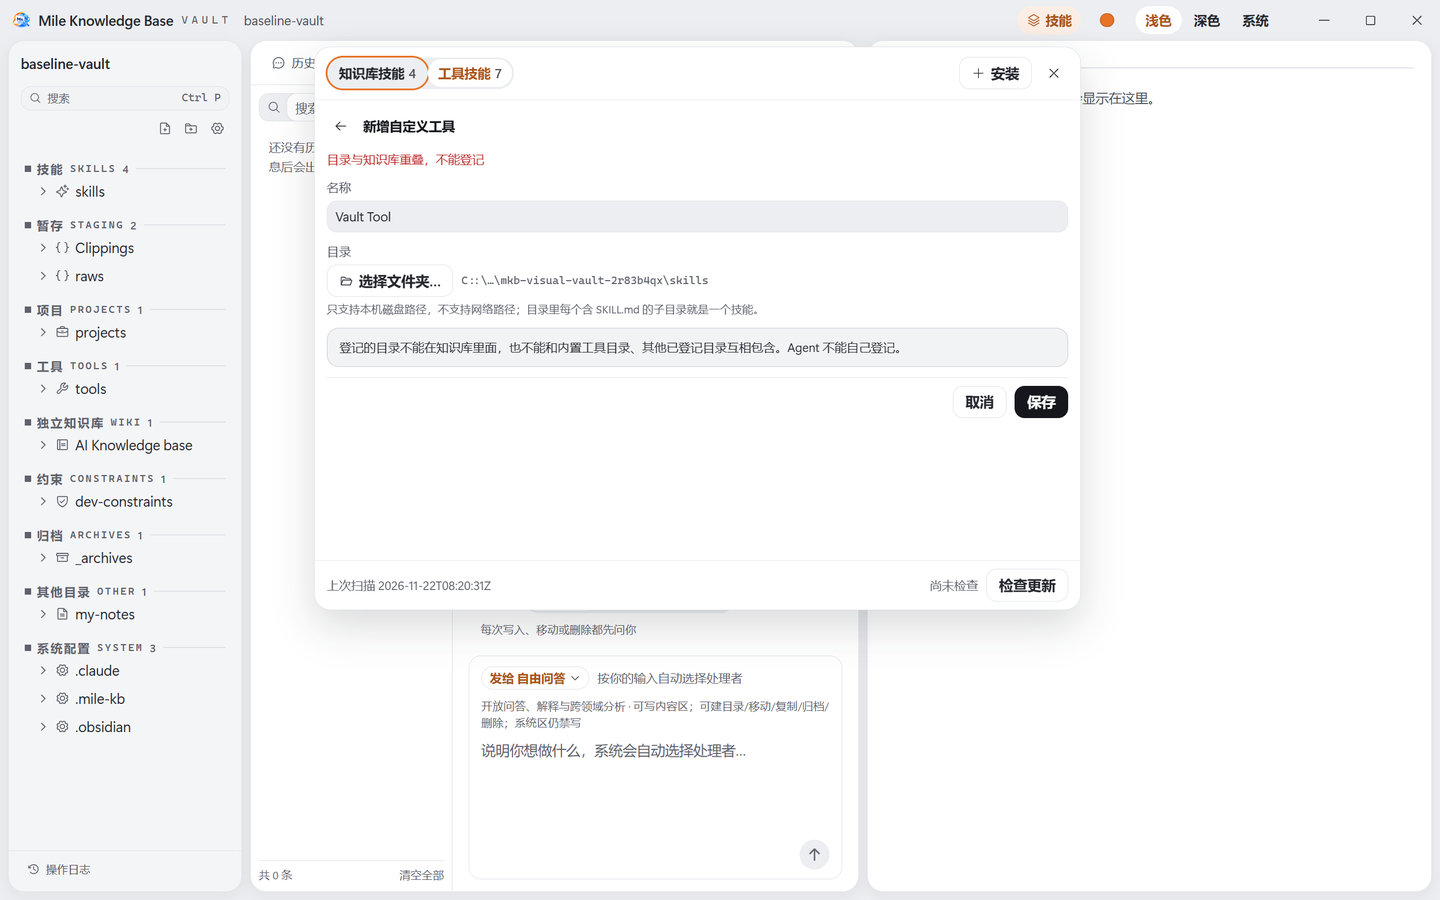 Mile Knowledge Base VAULT baseline-vault
技能
浅色 深色 系统
baseline-vault
搜索 Ctrl P
技能 SKILLS 4
skills
暂存 STAGING 2
Clippings
raws
项目 PROJECTS 1
projects
工具 TOOLS 1
tools
独立知识库 WIKI 1
AI Knowledge base
约束 CONSTRAINTS 1
dev-constraints
归档 ARCHIVES 1
_archives
其他目录 OTHER 1
my-notes
系统配置 SYSTEM 3
.claude
.mile-kb
.obsidian
操作日志
历史
搜索
还没有历
息后会出
共 0 条 清空全部
知识库技能 4 工具技能 7
安装
新增自定义工具
目录与知识库重叠，不能登记
名称
Vault Tool
目录
选择文件夹... C::\…\mkb-visual-vault-2r83b4qx\skills
只支持本机磁盘路径，不支持网络路径；目录里每个含 SKILL.md 的子目录就是一个技能。
登记的目录不能在知识库里面，也不能和内置工具目录、其他已登记目录互相包含。Agent 不能自己登记。
取消 保存
上次扫描 2026-11-22T08:20:31Z
尚未检查 检查更新
每次写入、移动或删除都先问你
发给 自由问答 按你的输入自动选择处理者
开放问答、解释与跨领域分析 · 可写内容区；可建目录/移动/复制/归档/
删除；系统区仍禁写
说明你想做什么，系统会自动选择处理者...
显示在这里。